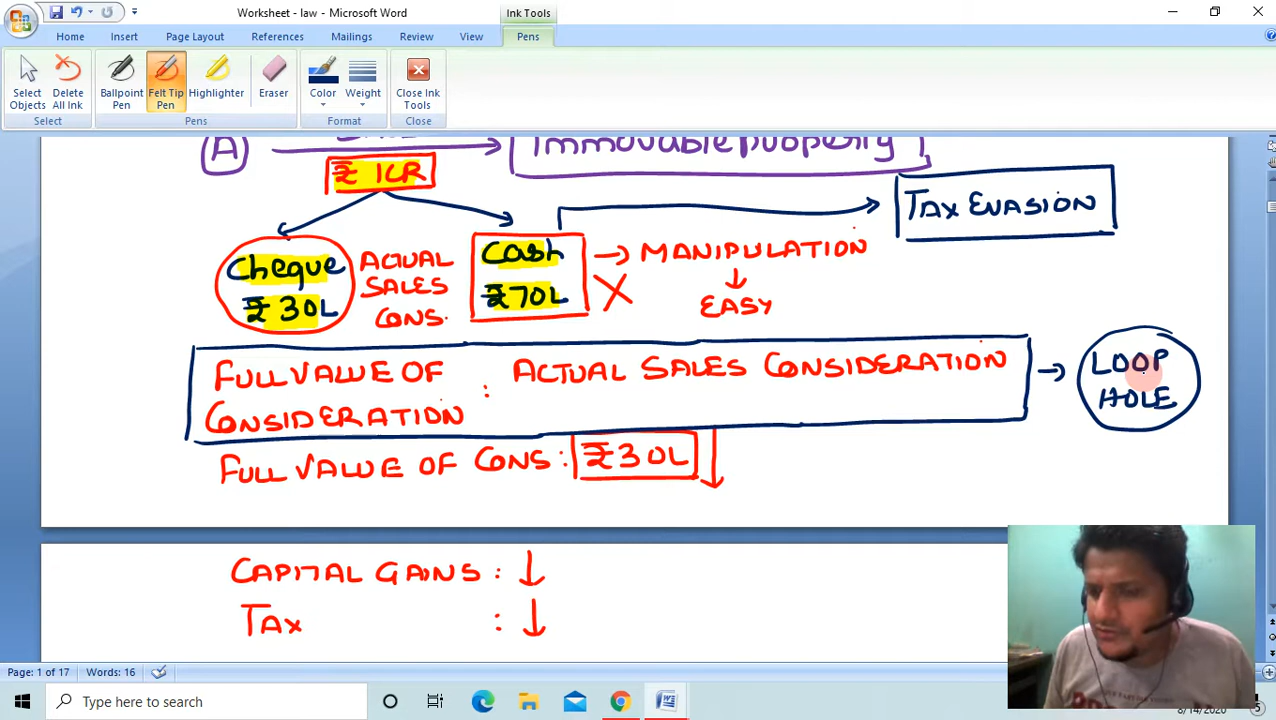 Worksheet - law - Microsoft Word
Ink Tools
Home Insert Page Layout References Mailings Review View Pens
Select Objects
Delete All Ink
Ballpoint Pen
Felt Tip Pen
Highlighter
Eraser
Color
Weight
Close Ink Tools
Select Pens Format Close
A
Immovable property
₹ 1CR
TAX EVASION
Cheque
₹ 30L
ACTUAL
SALES
CONS.
Cash
₹70L
→ MANIPULATION
↓
EASY
X
FULL VALUE OF CONSIDERATION : ACTUAL SALES CONSIDERATION
→ LOOP HOLE
FULL VALUE OF CONS : ₹30L ↓
CAPITAL GAINS : ↓
TAX : ↓
Page: 1 of 17 Words: 16
Type here to search
8/14/2020